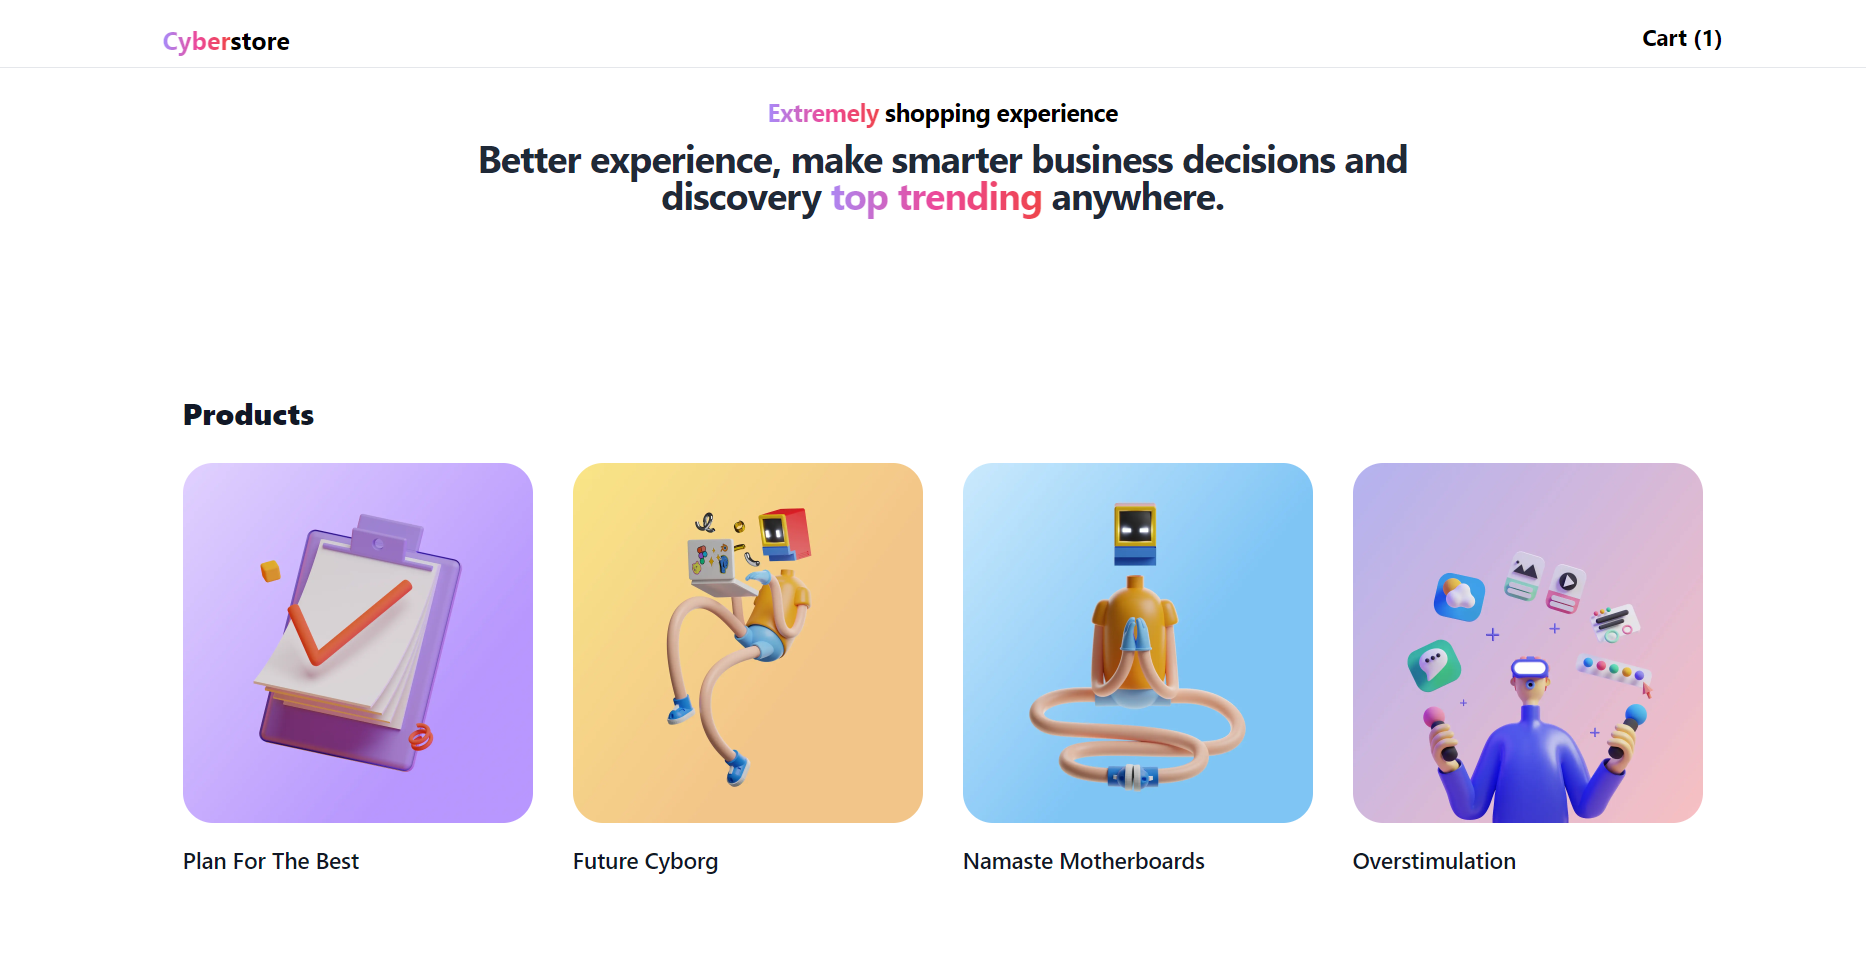 Cyberstore
Cart (1)
Extremely shopping experience
Better experience, make smarter business decisions and
discovery top trending anywhere.
Products
Plan For The Best
Future Cyborg
Namaste Motherboards
Overstimulation